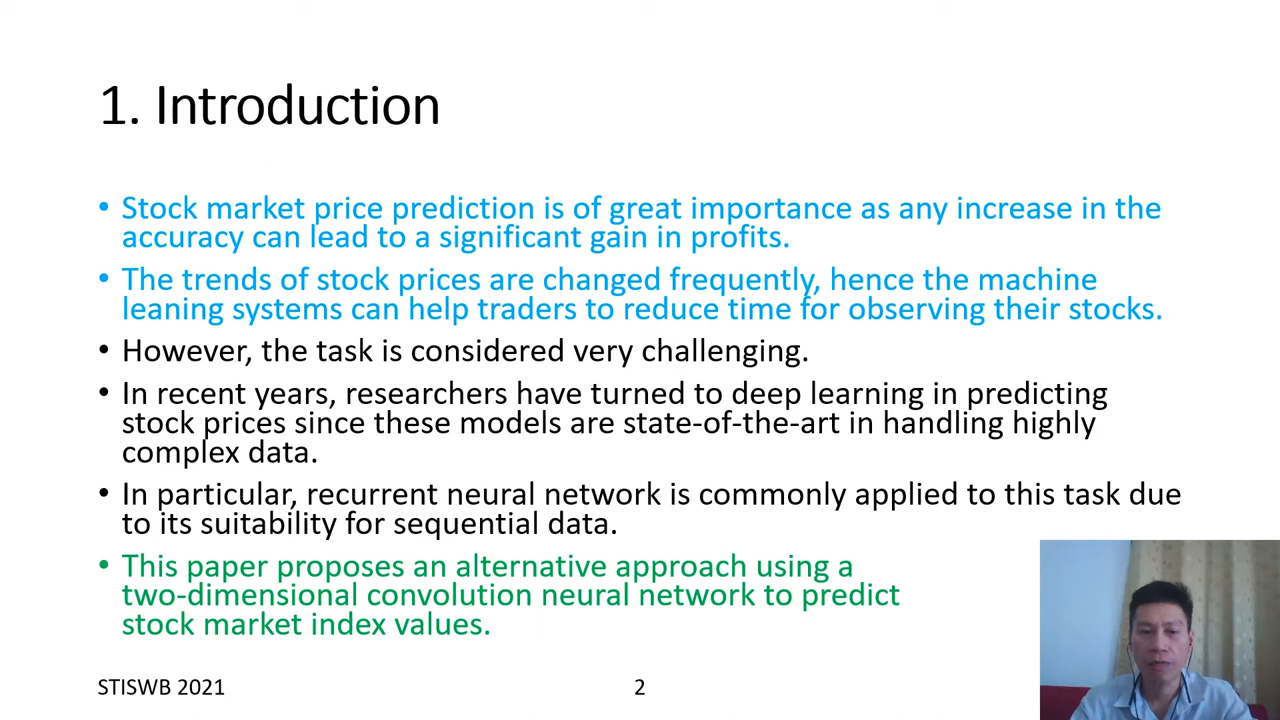 1. Introduction
• Stock market price prediction is of great importance as any increase in the
accuracy can lead to a significant gain in profits.
• The trends of stock prices are changed frequently, hence the machine
leaning systems can help traders to reduce time for observing their stocks.
• However, the task is considered very challenging.
• In recent years, researchers have turned to deep learning in predicting
stock prices since these models are state-of-the-art in handling highly
complex data.
• In particular, recurrent neural network is commonly applied to this task due
to its suitability for sequential data.
• This paper proposes an alternative approach using a
two-dimensional convolution neural network to predict
stock market index values.
STISWB 2021
2